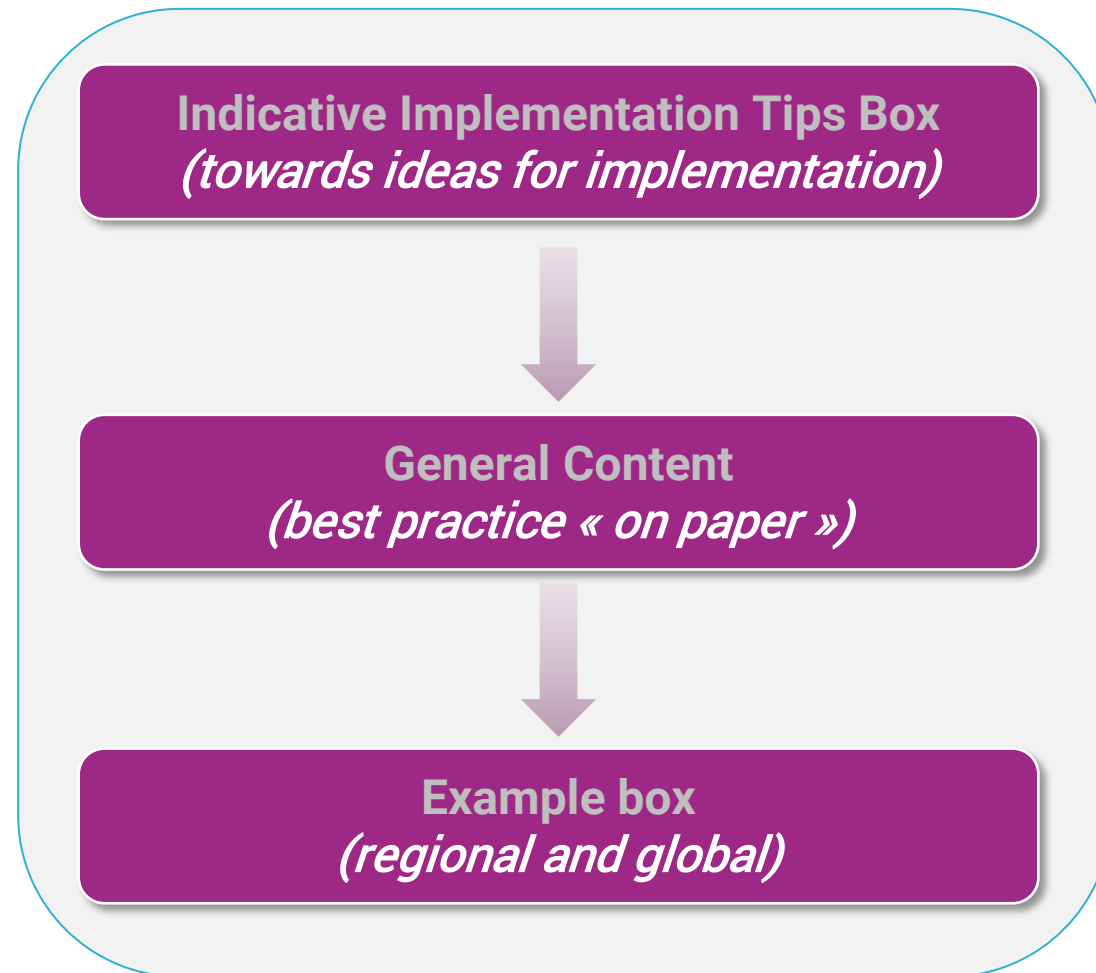 Indicative Implementation Tips Box
(towards ideas for implementation)
General Content
(best practice « on paper »)
Example box
(regional and global)